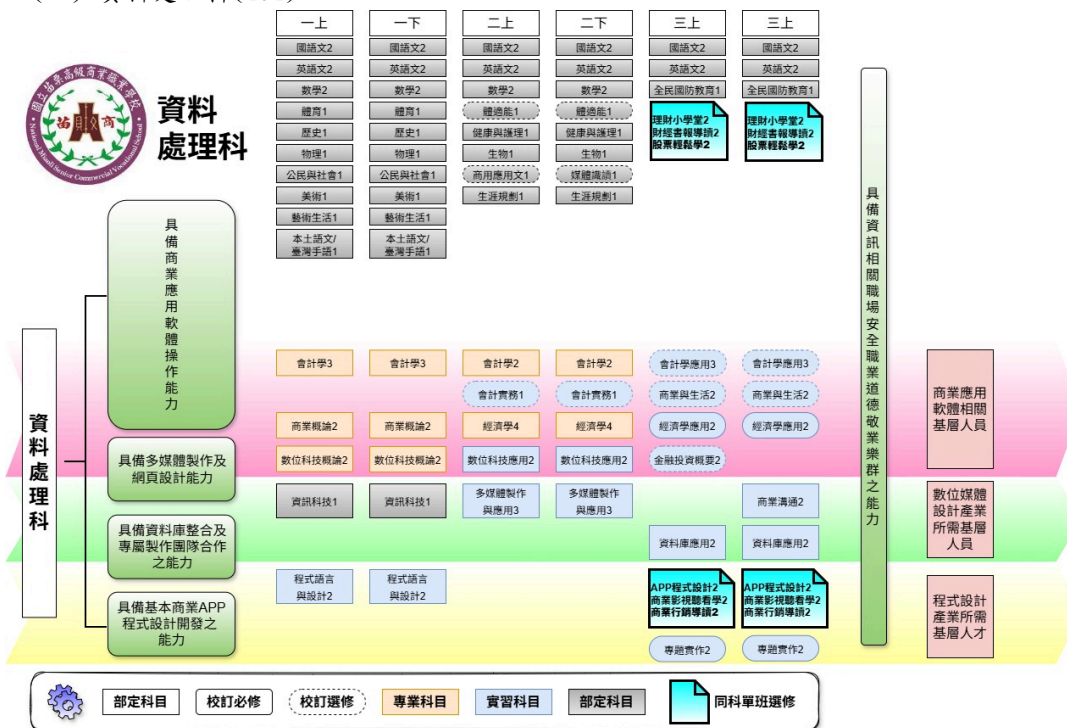 一上 一下 二上 二下 三上 三上
國語文2 國語文2 國語文2 國語文2 國語文2 國語文2
英語文2 英語文2 英語文2 英語文2 英語文2 英語文2
數學2 數學2 數學2 數學2 全民國防教育1 全民國防教育1
體育1 體育1 體適能1 體適能1
理財小學堂2
財經書報導讀2
股票輕鬆學2
理財小學堂2
財經書報導讀2
股票輕鬆學2
歷史1 歷史1 健康與護理1 健康與護理1
物理1 物理1 生物1 生物1
公民與社會1 公民與社會1 商用應用文1 媒體識讀1
美術1 美術1 生涯規劃1 生涯規劃1
藝術生活1 藝術生活1
本土語文/
臺灣手語1
本土語文/
臺灣手語1
國立苗栗高級商業職業學校
National Miaoli Senior Commercial Vocational School
苗 商
資料
處理科
資料處理科
具備商業應用軟體操作能力
具備多媒體製作及
網頁設計能力
具備資料庫整合及
專屬製作團隊合作
之能力
具備基本商業APP
程式設計開發之
能力
會計學3 會計學3 會計學2 會計學2 會計學應用3 會計學應用3
會計實務1 會計實務1 商業與生活2 商業與生活2
商業概論2 商業概論2 經濟學4 經濟學4 經濟學應用2 經濟學應用2
數位科技概論2 數位科技概論2 數位科技應用2 數位科技應用2 金融投資概要2
資訊科技1 資訊科技1
多媒體製作
與應用3
多媒體製作
與應用3
商業溝通2
資料庫應用2 資料庫應用2
程式語言
與設計2
程式語言
與設計2
APP程式設計2
商業影視聽看學2
商業行銷導讀2
APP程式設計2
商業影視聽看學2
商業行銷導讀2
專題實作2 專題實作2
具備資訊相關職場安全職業道德敬業樂群之能力
商業應用
軟體相關
基層人員
數位媒體
設計產業
所需基層
人員
程式設計
產業所需
基層人才
部定科目 校訂必修 校訂選修 專業科目 實習科目 部定科目 同科單班選修